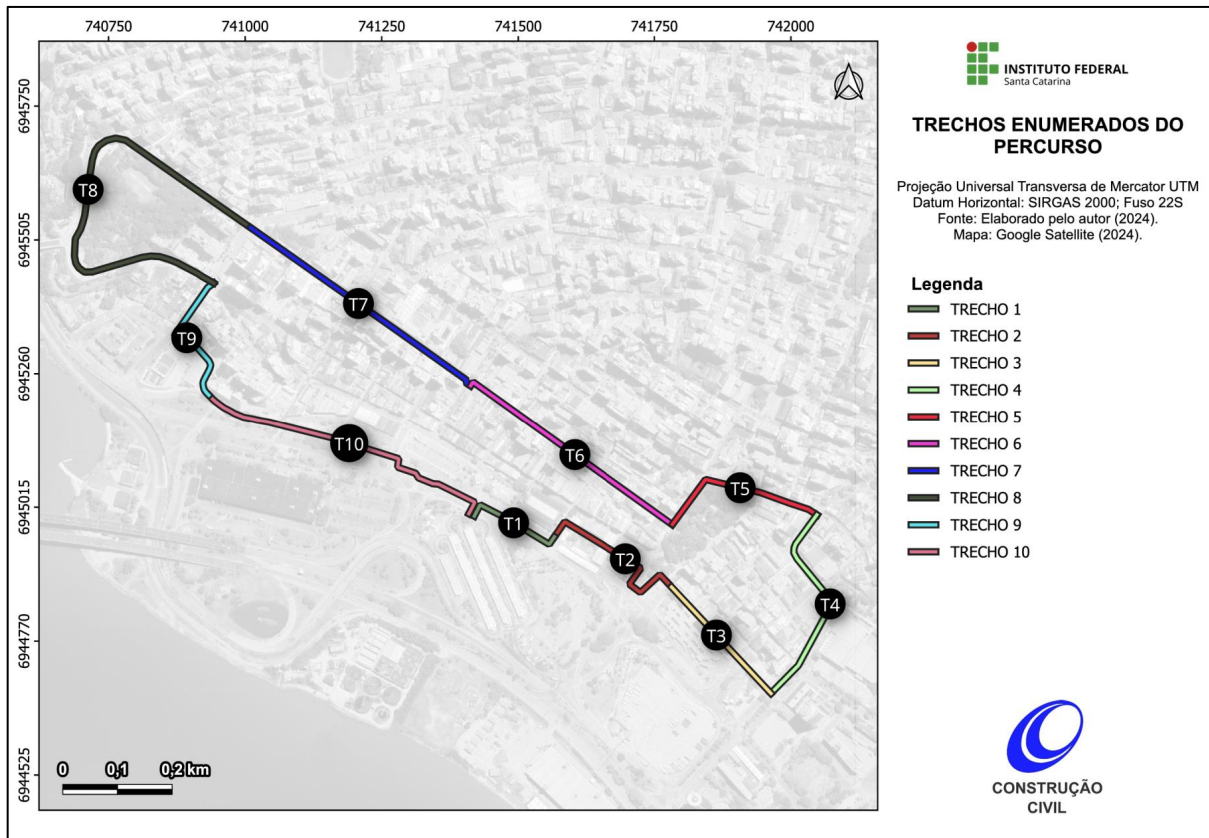 740750 741000 741250 741500 741750 742000
6945750
6945505
6945260
6945015
6944770
6944525
T8
T7
T9
T10
T6
T5
T1
T2
T4
T3
0 0,1 0,2 km
INSTITUTO FEDERAL
Santa Catarina
TRECHOS ENUMERADOS DO
PERCURSO
Projeção Universal Transversa de Mercator UTM
Datum Horizontal: SIRGAS 2000; Fuso 22S
Fonte: Elaborado pelo autor (2024).
Mapa: Google Satellite (2024).
Legenda
TRECHO 1
TRECHO 2
TRECHO 3
TRECHO 4
TRECHO 5
TRECHO 6
TRECHO 7
TRECHO 8
TRECHO 9
TRECHO 10
CONSTRUÇÃO
CIVIL